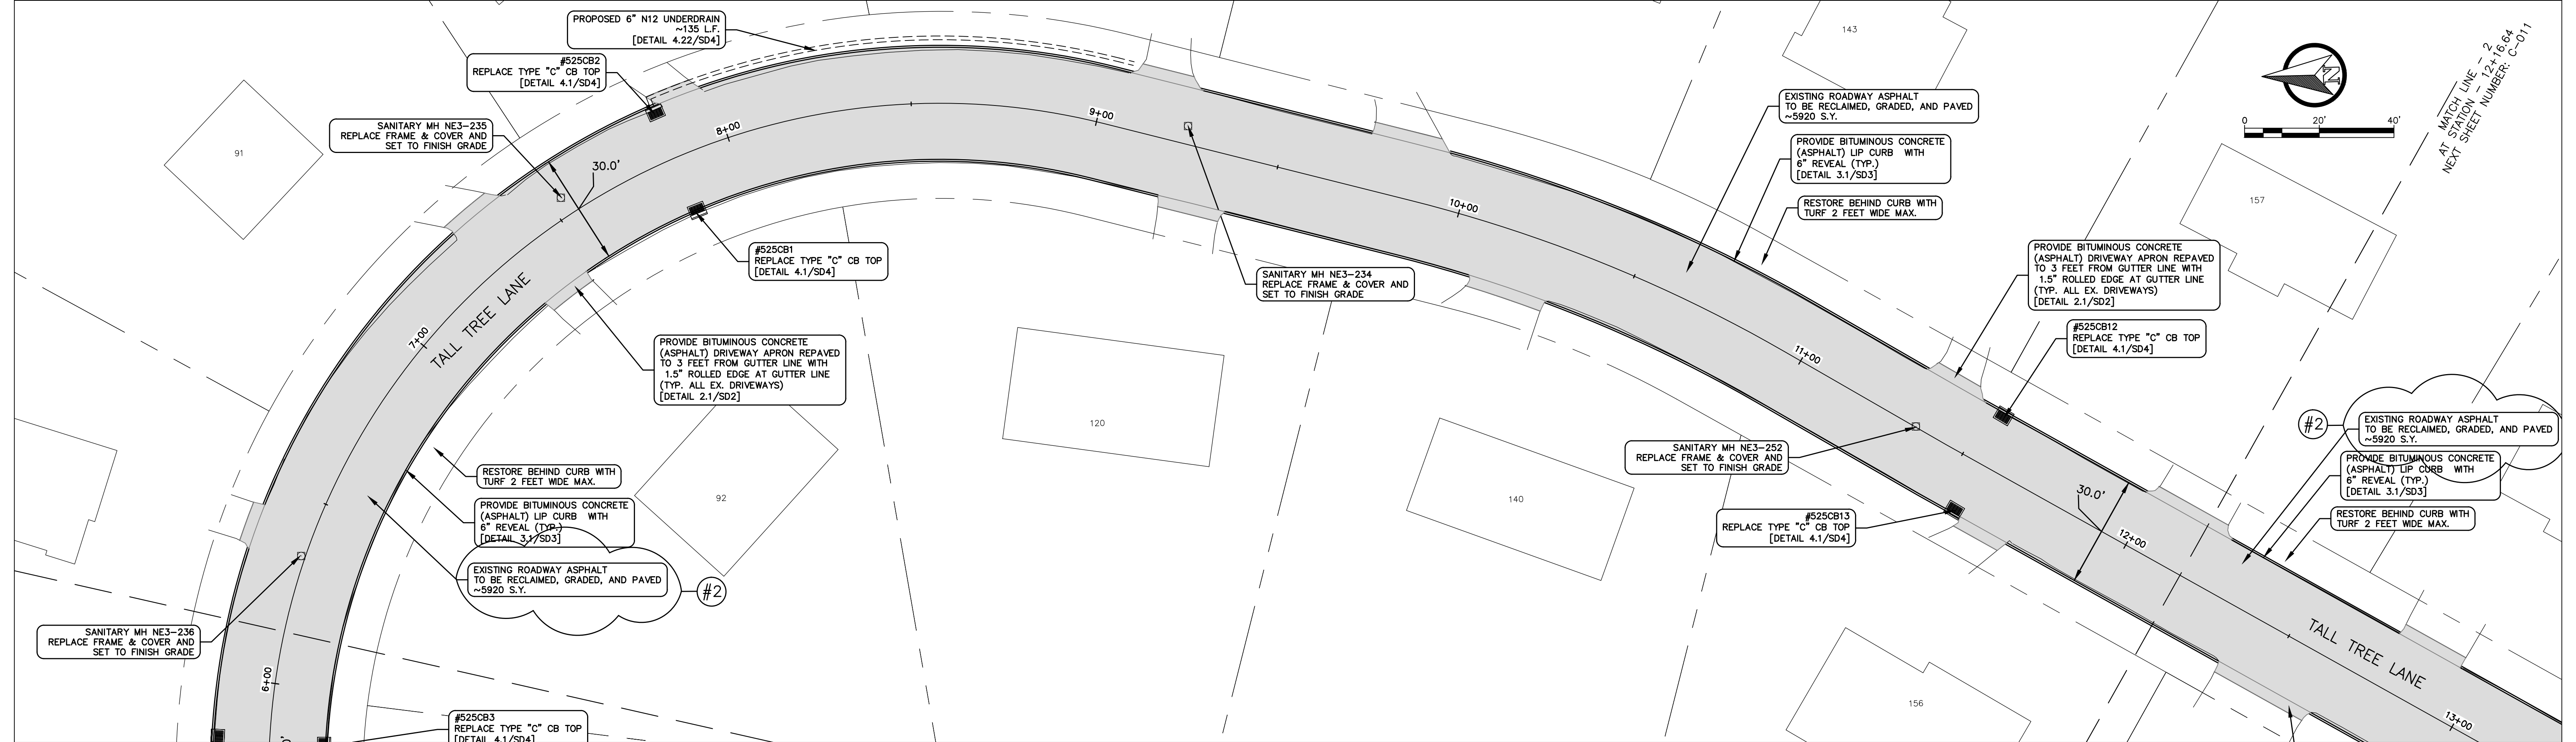 PROPOSED 6" N12 UNDERDRAIN
~135 L.F.
[DETAIL 4.22/SD4]
#525CB2
REPLACE TYPE "C" CB TOP
[DETAIL 4.1/SD4]
SANITARY MH NE3-235
REPLACE FRAME & COVER AND
SET TO FINISH GRADE
91
30.0'
8+00
9+00
#525CB1
REPLACE TYPE "C" CB TOP
[DETAIL 4.1/SD4]
SANITARY MH NE3-234
REPLACE FRAME & COVER AND
SET TO FINISH GRADE
143
EXISTING ROADWAY ASPHALT
TO BE RECLAIMED, GRADED, AND PAVED
~5920 S.Y.
PROVIDE BITUMINOUS CONCRETE
(ASPHALT) LIP CURB WITH
6" REVEAL (TYP.)
[DETAIL 3.1/SD3]
RESTORE BEHIND CURB WITH
TURF 2 FEET WIDE MAX.
10+00
N
0 20' 40'
MATCH LINE - 2
AT STATION - 12+16.64
NEXT SHEET NUMBER: C-011
157
PROVIDE BITUMINOUS CONCRETE
(ASPHALT) DRIVEWAY APRON REPAVED
TO 3 FEET FROM GUTTER LINE WITH
1.5" ROLLED EDGE AT GUTTER LINE
(TYP. ALL EX. DRIVEWAYS)
[DETAIL 2.1/SD2]
#525CB12
REPLACE TYPE "C" CB TOP
[DETAIL 4.1/SD4]
7+00
TALL TREE LANE
PROVIDE BITUMINOUS CONCRETE
(ASPHALT) DRIVEWAY APRON REPAVED
TO 3 FEET FROM GUTTER LINE WITH
1.5" ROLLED EDGE AT GUTTER LINE
(TYP. ALL EX. DRIVEWAYS)
[DETAIL 2.1/SD2]
120
11+00
SANITARY MH NE3-252
REPLACE FRAME & COVER AND
SET TO FINISH GRADE
#2
EXISTING ROADWAY ASPHALT
TO BE RECLAIMED, GRADED, AND PAVED
~5920 S.Y.
PROVIDE BITUMINOUS CONCRETE
(ASPHALT) LIP CURB WITH
6" REVEAL (TYP.)
[DETAIL 3.1/SD3]
RESTORE BEHIND CURB WITH
TURF 2 FEET WIDE MAX.
RESTORE BEHIND CURB WITH
TURF 2 FEET WIDE MAX.
PROVIDE BITUMINOUS CONCRETE
(ASPHALT) LIP CURB WITH
6" REVEAL (TYP.)
[DETAIL 3.1/SD3]
92
140
#525CB13
REPLACE TYPE "C" CB TOP
[DETAIL 4.1/SD4]
30.0'
12+00
EXISTING ROADWAY ASPHALT
TO BE RECLAIMED, GRADED, AND PAVED
~5920 S.Y.
#2
SANITARY MH NE3-236
REPLACE FRAME & COVER AND
SET TO FINISH GRADE
6+00
#525CB3
REPLACE TYPE "C" CB TOP
[DETAIL 4.1/SD4]
156
TALL TREE LANE
13+00